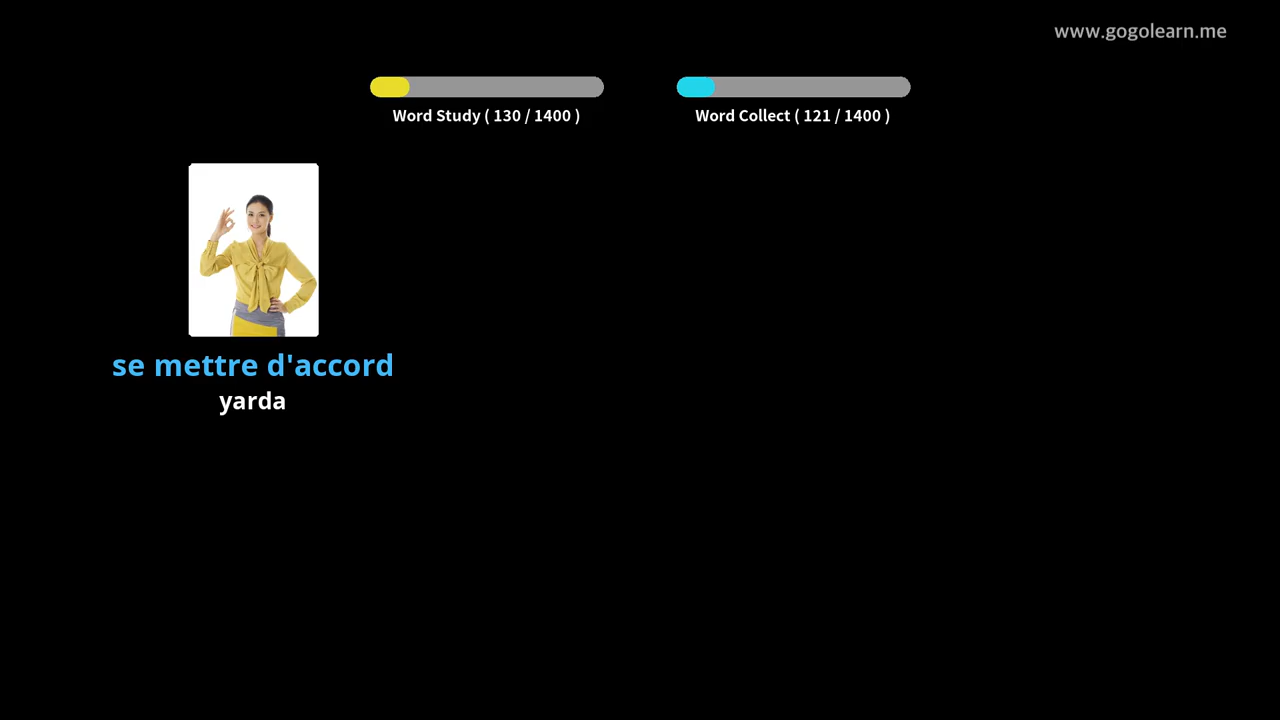 www.gogolearn.me
Word Study ( 130 / 1400 )
Word Collect ( 121 / 1400 )
se mettre d'accord
yarda